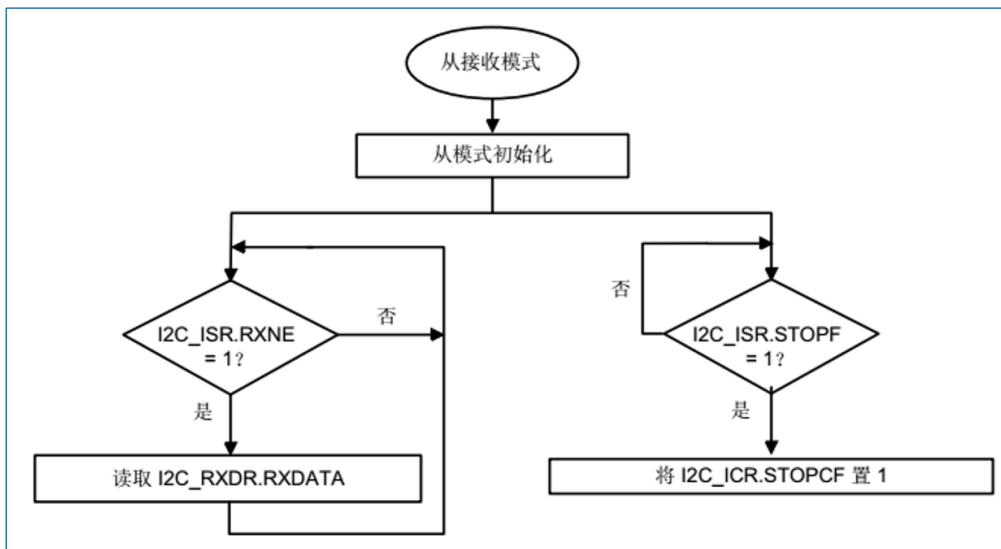 从接收模式
从模式初始化
I2C_ISR.RXNE
= 1?
否
是
读取 I2C_RXDR.RXDATA
否
I2C_ISR.STOPF
= 1?
是
将 I2C_ICR.STOPCF 置 1